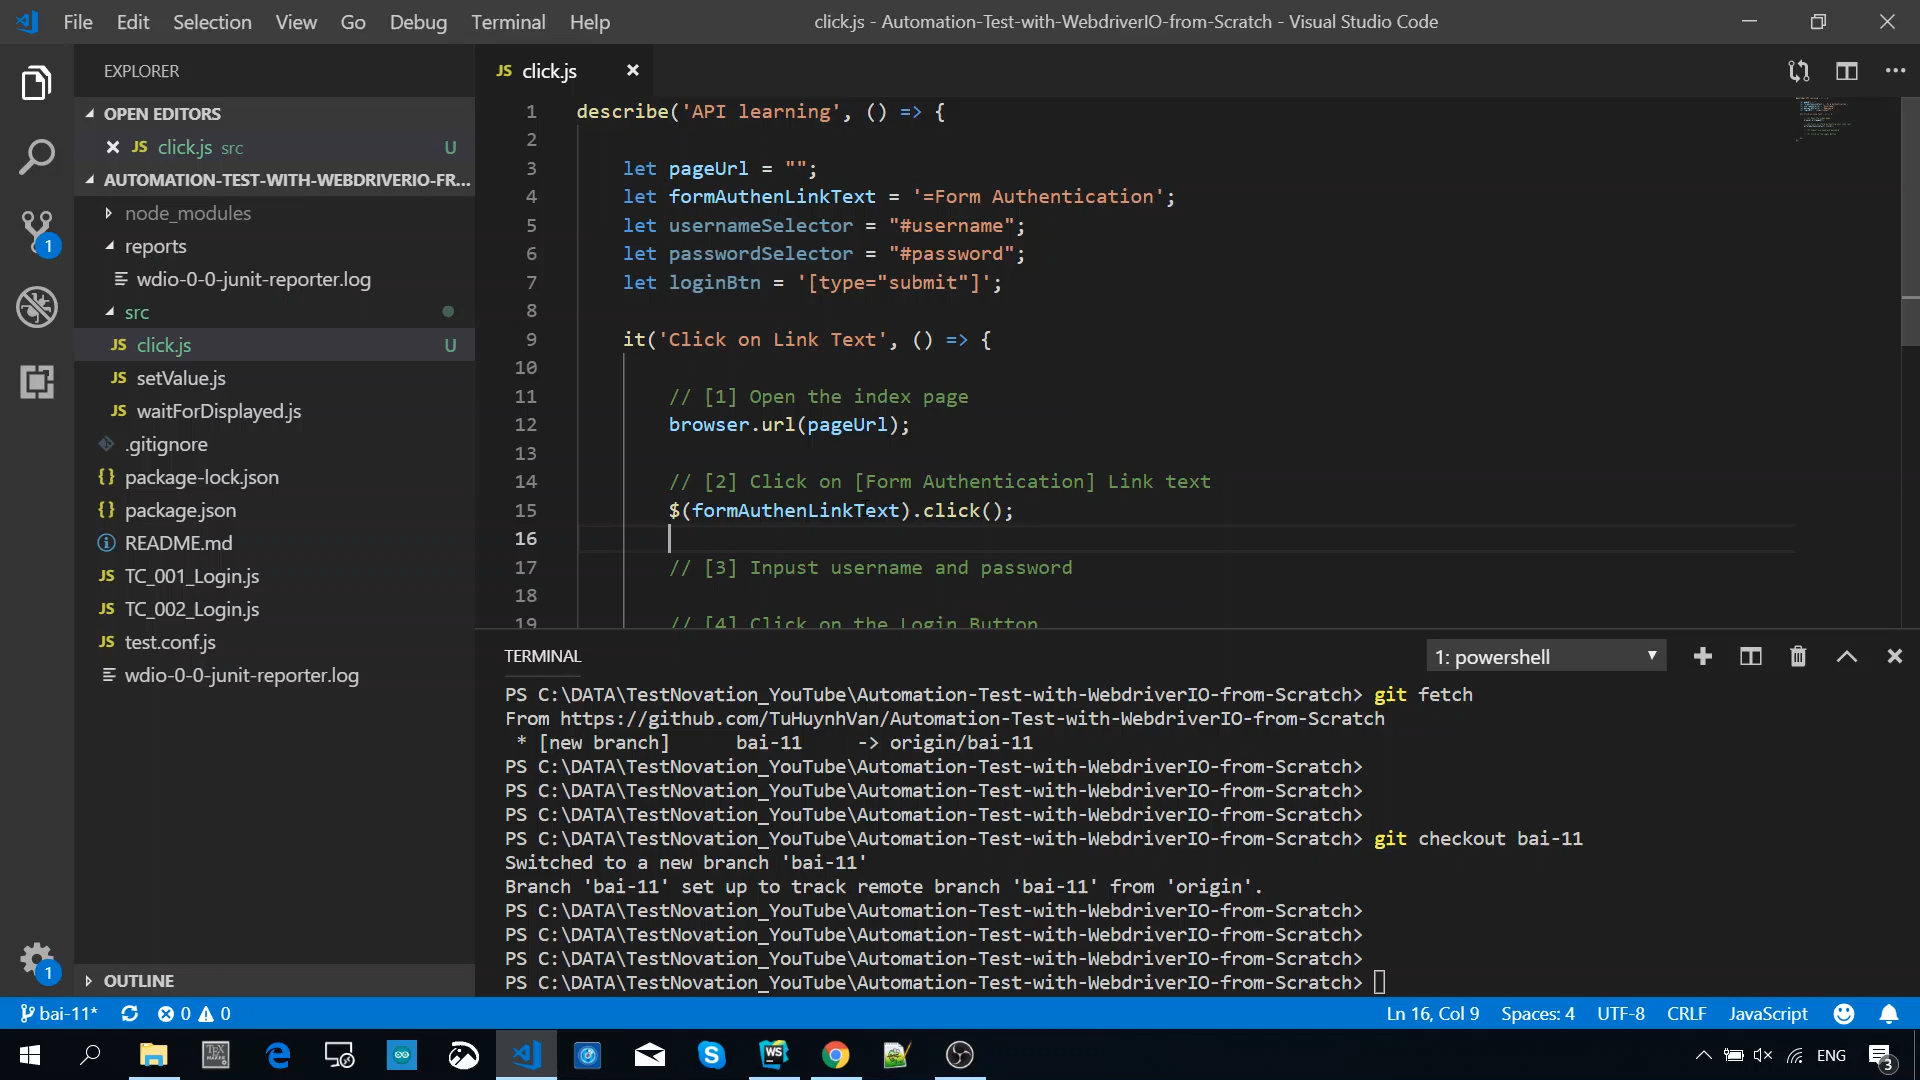 File Edit Selection View Go Debug Terminal Help
click.js - Automation-Test-with-WebdriverIO-from-Scratch - Visual Studio Code
EXPLORER
OPEN EDITORS
JS click.js src U
AUTOMATION-TEST-WITH-WEBDRIVERIO-FR...
node_modules
reports
wdio-0-0-junit-reporter.log
src
JS click.js U
JS setValue.js
JS waitForDisplayed.js
.gitignore
{} package-lock.json
{} package.json
README.md
JS TC_001_Login.js
JS TC_002_Login.js
JS test.conf.js
wdio-0-0-junit-reporter.log
OUTLINE
1
1
JS click.js
1 describe('API learning', () => {
2
3 let pageUrl = "";
4 let formAuthenLinkText = '=Form Authentication';
5 let usernameSelector = "#username";
6 let passwordSelector = "#password";
7 let loginBtn = '[type="submit"]';
8
9 it('Click on Link Text', () => {
10
11 // [1] Open the index page
12 browser.url(pageUrl);
13
14 // [2] Click on [Form Authentication] Link text
15 $(formAuthenLinkText).click();
16
17 // [3] Inpust username and password
18
19 // [4] Click on the Login Button
TERMINAL
1: powershell
PS C:\DATA\TestNovation_YouTube\Automation-Test-with-WebdriverIO-from-Scratch> git fetch
From https://github.com/TuHuynhVan/Automation-Test-with-WebdriverIO-from-Scratch
* [new branch] bai-11 -> origin/bai-11
PS C:\DATA\TestNovation_YouTube\Automation-Test-with-WebdriverIO-from-Scratch>
PS C:\DATA\TestNovation_YouTube\Automation-Test-with-WebdriverIO-from-Scratch>
PS C:\DATA\TestNovation_YouTube\Automation-Test-with-WebdriverIO-from-Scratch>
PS C:\DATA\TestNovation_YouTube\Automation-Test-with-WebdriverIO-from-Scratch> git checkout bai-11
Switched to a new branch 'bai-11'
Branch 'bai-11' set up to track remote branch 'bai-11' from 'origin'.
PS C:\DATA\TestNovation_YouTube\Automation-Test-with-WebdriverIO-from-Scratch>
PS C:\DATA\TestNovation_YouTube\Automation-Test-with-WebdriverIO-from-Scratch>
PS C:\DATA\TestNovation_YouTube\Automation-Test-with-WebdriverIO-from-Scratch>
PS C:\DATA\TestNovation_YouTube\Automation-Test-with-WebdriverIO-from-Scratch>
bai-11* 0 0 Ln 16, Col 9 Spaces: 4 UTF-8 CRLF JavaScript
WS ENG 3